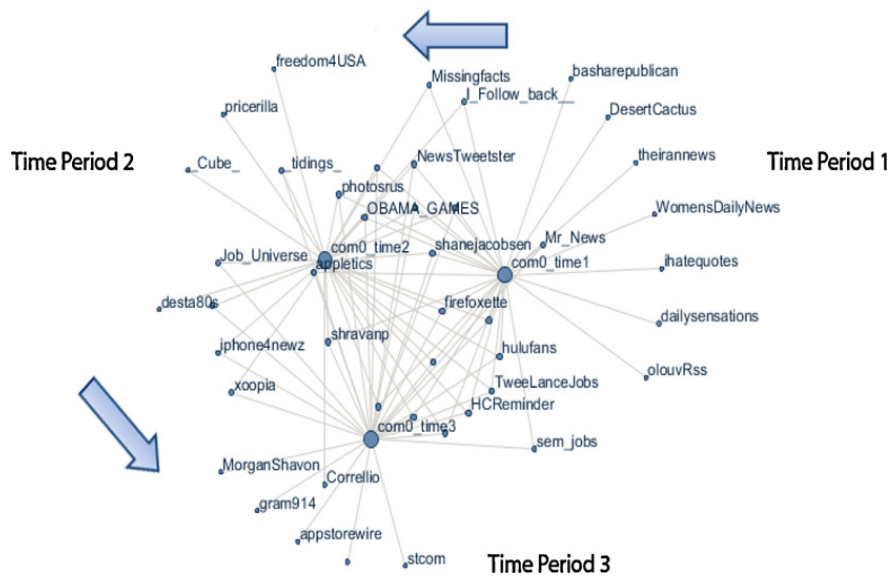 freedom4USA
Missingfacts
basharepublican
I_Follow_back__
pricerilla
DesertCactus
Time Period 2
_Cube_
_tidings_
NewsTweetster
theirannews
Time Period 1
photosrus
OBAMA_GAMES
WomensDailyNews
Mr_News
shanejacobsen
com0_time2
Job_Universe
appletics
com0_time1
ihatequotes
desta80s
firefoxette
dailysensations
shravanp
iphone4newz
hulufans
olouvRss
xoopia
TweeLanceJobs
HCReminder
com0_time3
sem_jobs
MorganShavon
Correllio
gram914
appstorewire
stcom
Time Period 3